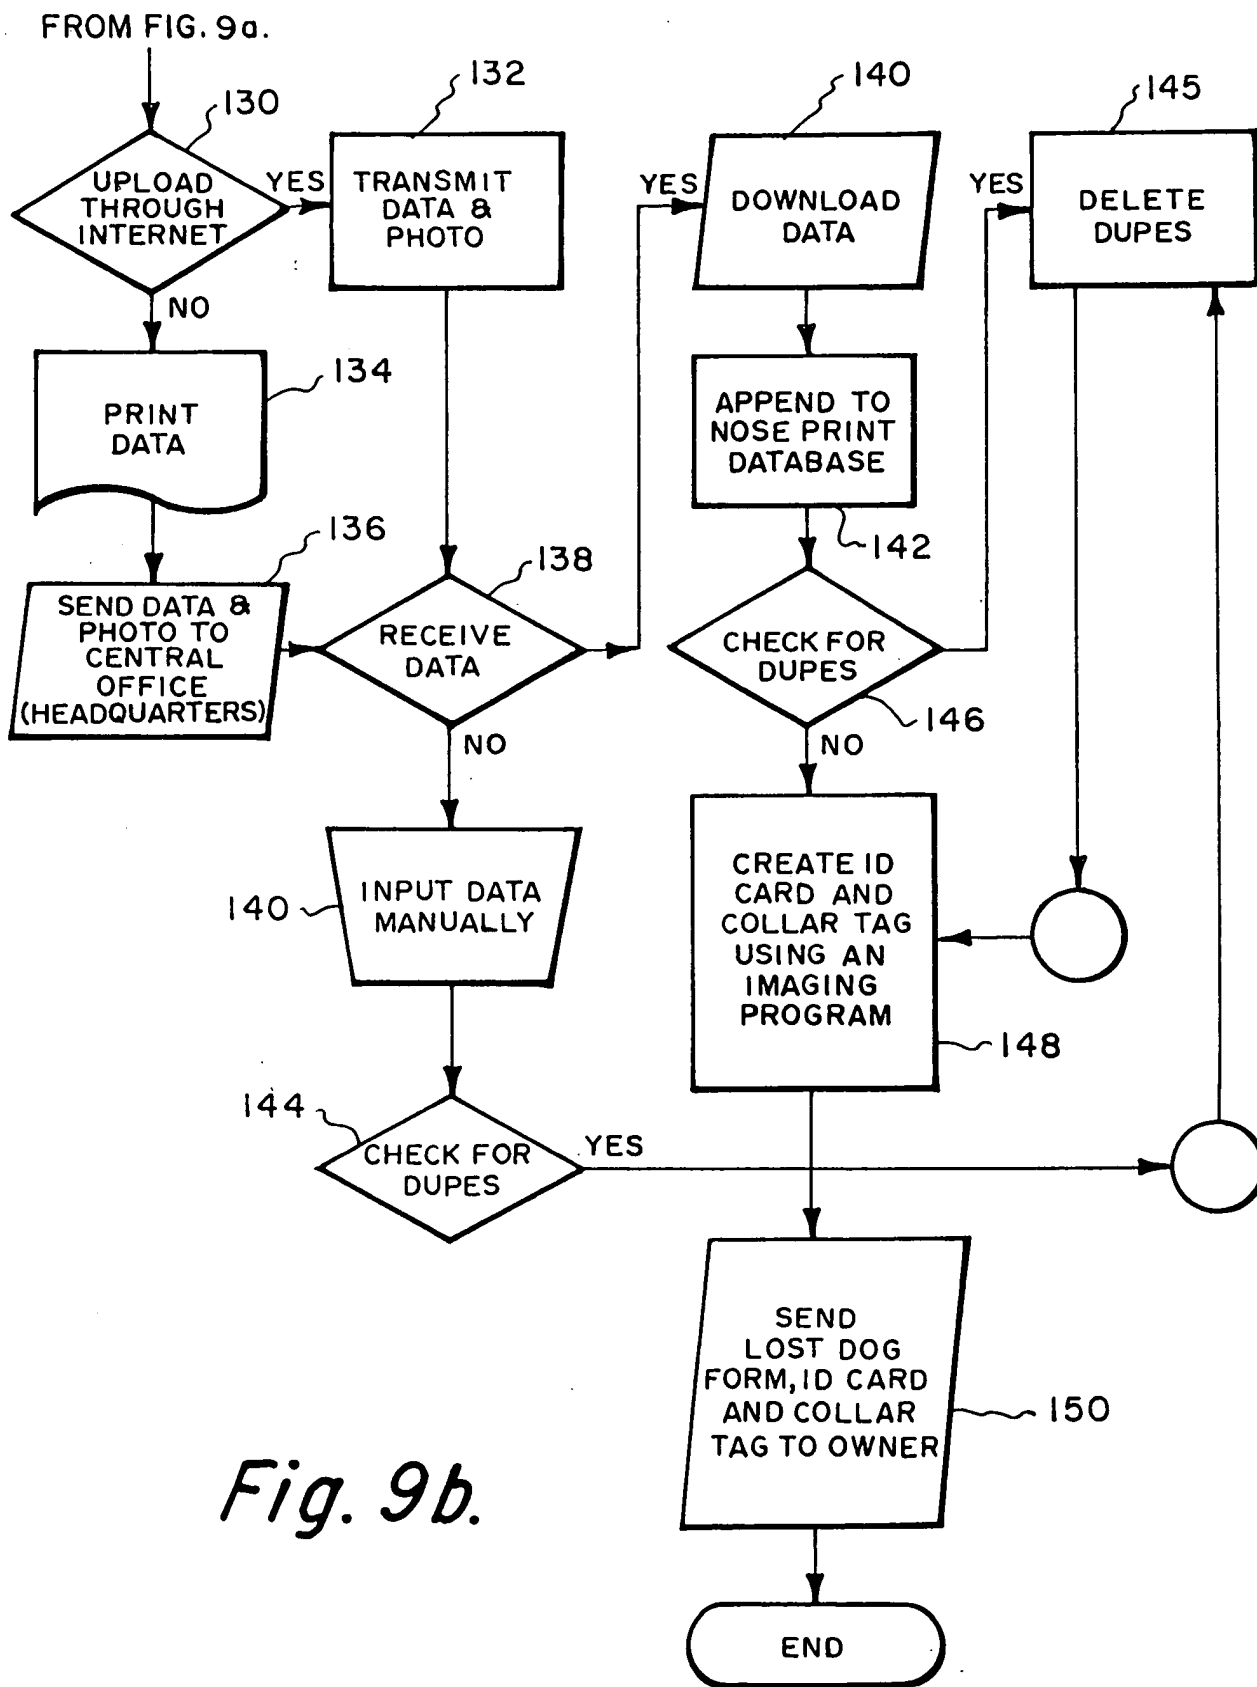 FROM FIG. 9a.
130
UPLOAD
THROUGH
INTERNET
YES
NO
132
TRANSMIT
DATA &
PHOTO
140
YES
DOWNLOAD
DATA
145
YES
DELETE
DUPES
134
PRINT
DATA
APPEND TO
NOSE PRINT
DATABASE
142
136
SEND DATA &
PHOTO TO
CENTRAL
OFFICE
(HEADQUARTERS)
138
RECEIVE
DATA
NO
CHECK FOR
DUPES
146
NO
140
INPUT DATA
MANUALLY
CREATE ID
CARD AND
COLLAR TAG
USING AN
IMAGING
PROGRAM
148
144
CHECK FOR
DUPES
YES
SEND
LOST DOG
FORM, ID CARD
AND COLLAR
TAG TO OWNER
150
Fig. 9b.
END